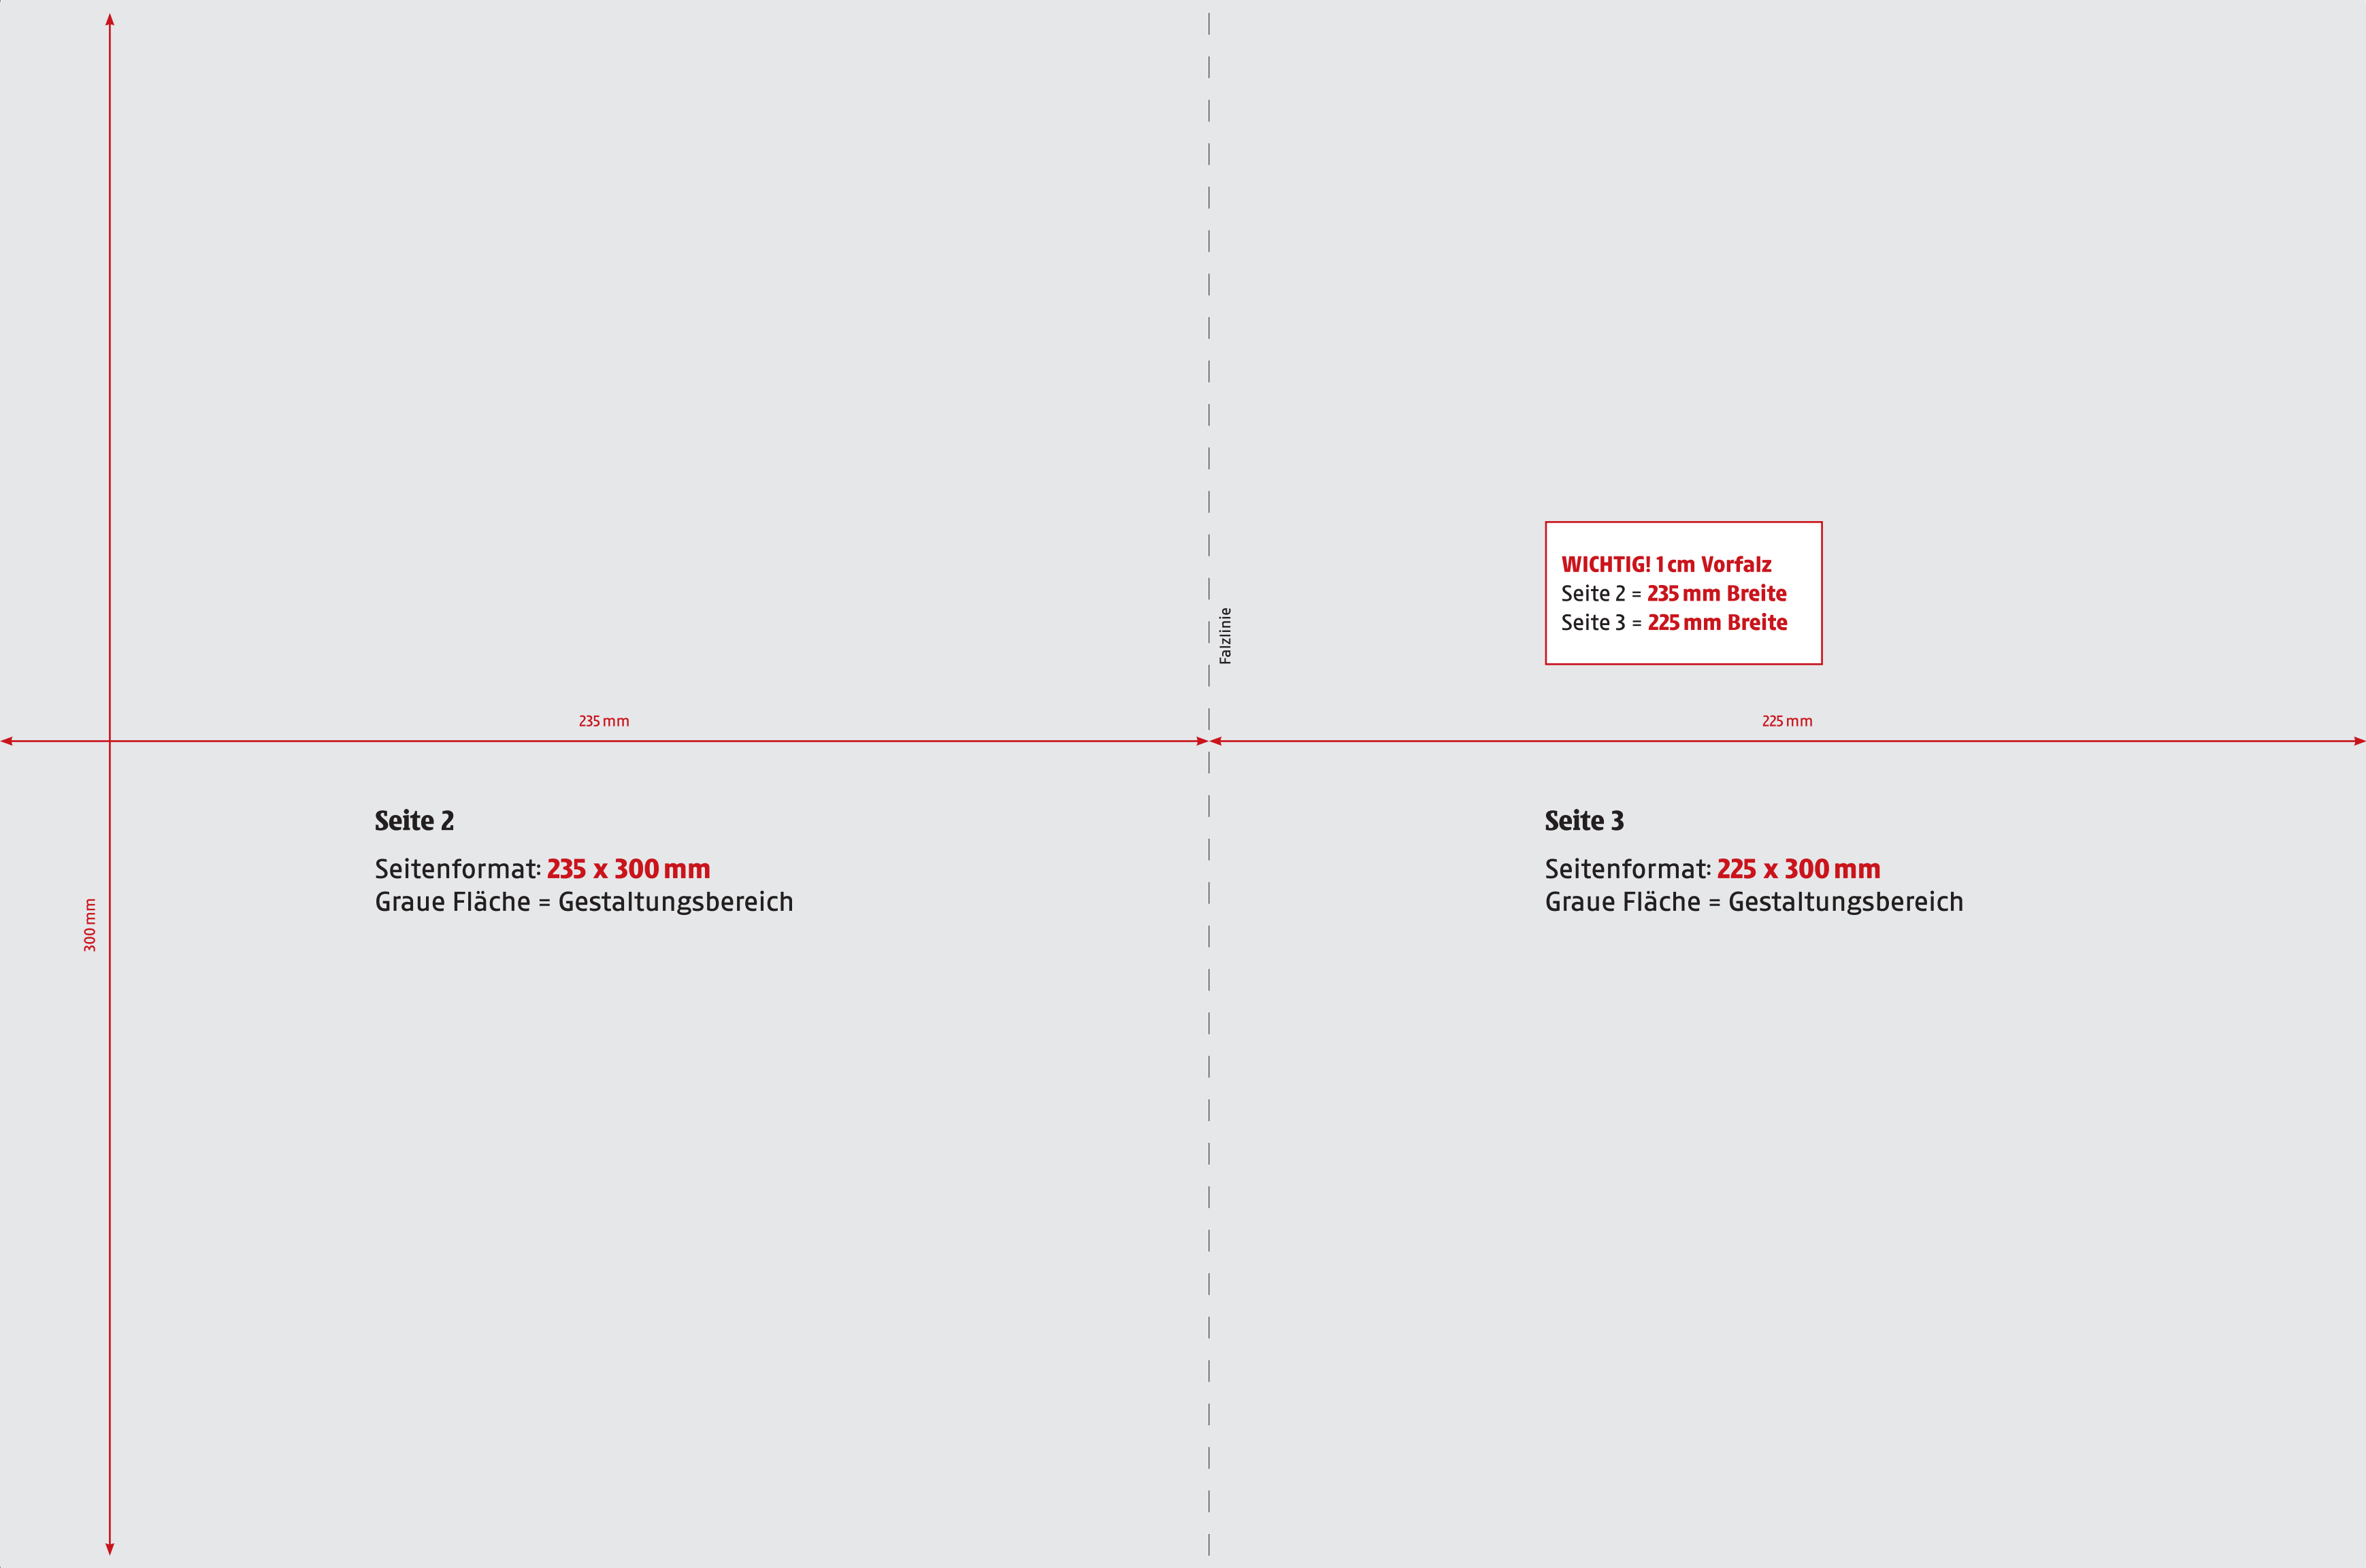 Falzlinie
WICHTIG! 1 cm Vorfalz
Seite 2 = 235 mm Breite
Seite 3 = 225 mm Breite
235 mm
225 mm
300 mm
Seite 2
Seitenformat: 235 x 300 mm
Graue Fläche = Gestaltungsbereich
Seite 3
Seitenformat: 225 x 300 mm
Graue Fläche = Gestaltungsbereich